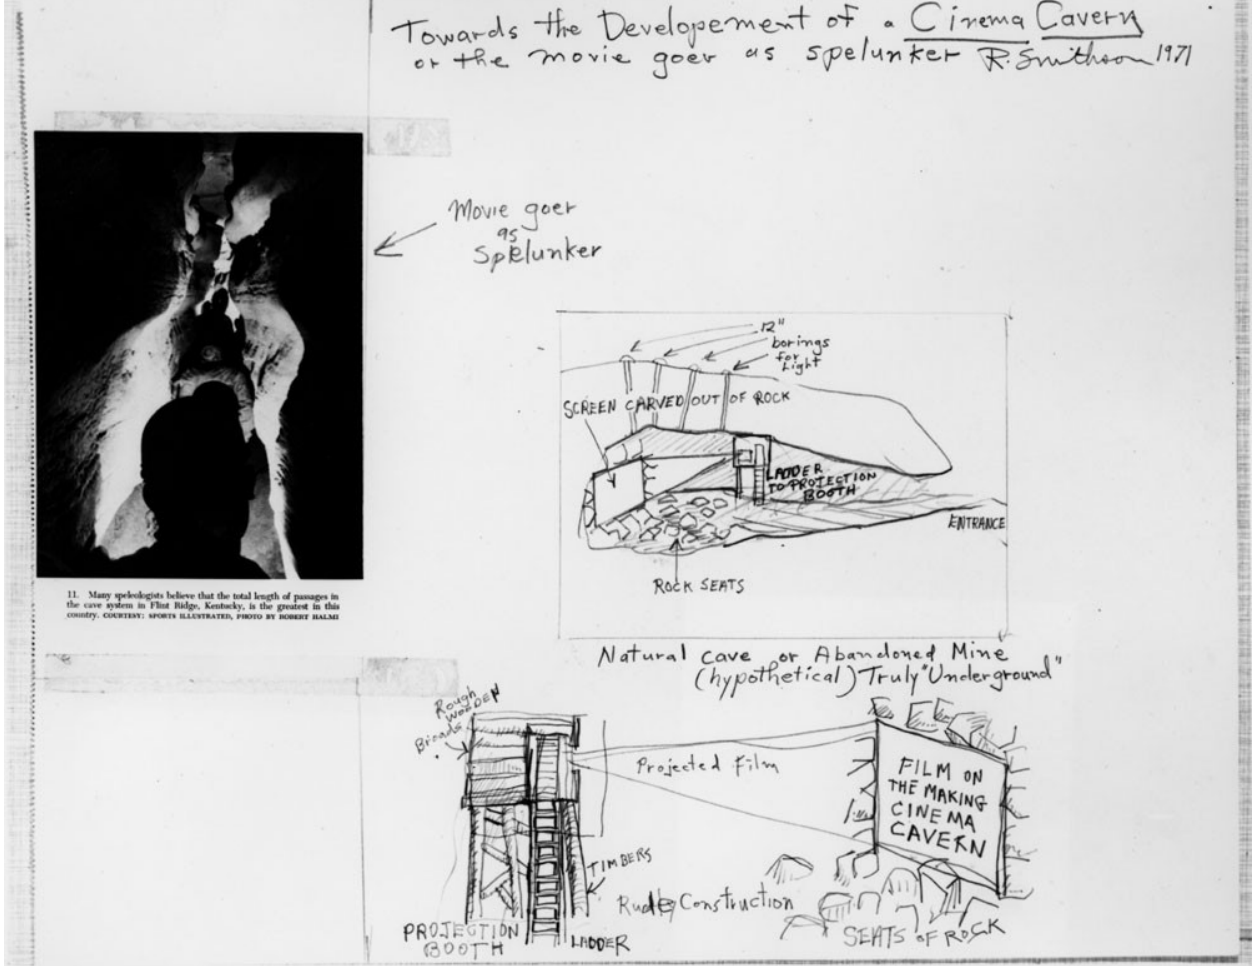 Towards the Developement of a Cinema Cavern
or the movie goer as spelunker R. Smithson 1971
Movie goer
as
Spelunker
11. Many speleologists believe that the total length of passages in
the cave system in Flint Ridge, Kentucky, is the greatest in this
country. COURTESY: SPORTS ILLUSTRATED, PHOTO BY ROBERT HALMI
12"
borings
for
Light
SCREEN CARVED OUT OF ROCK
LADDER
TO PROJECTION
BOOTH
ENTRANCE
ROCK SEATS
Natural cave or Abandoned Mine
(hypothetical) Truly "Underground"
Rough
WOODEN
Broads
Projected Film
FILM ON
THE MAKING
CINEMA
CAVERN
TIMBERS
Rude Construction
PROJECTION
BOOTH
LADDER
SEATS OF ROCK